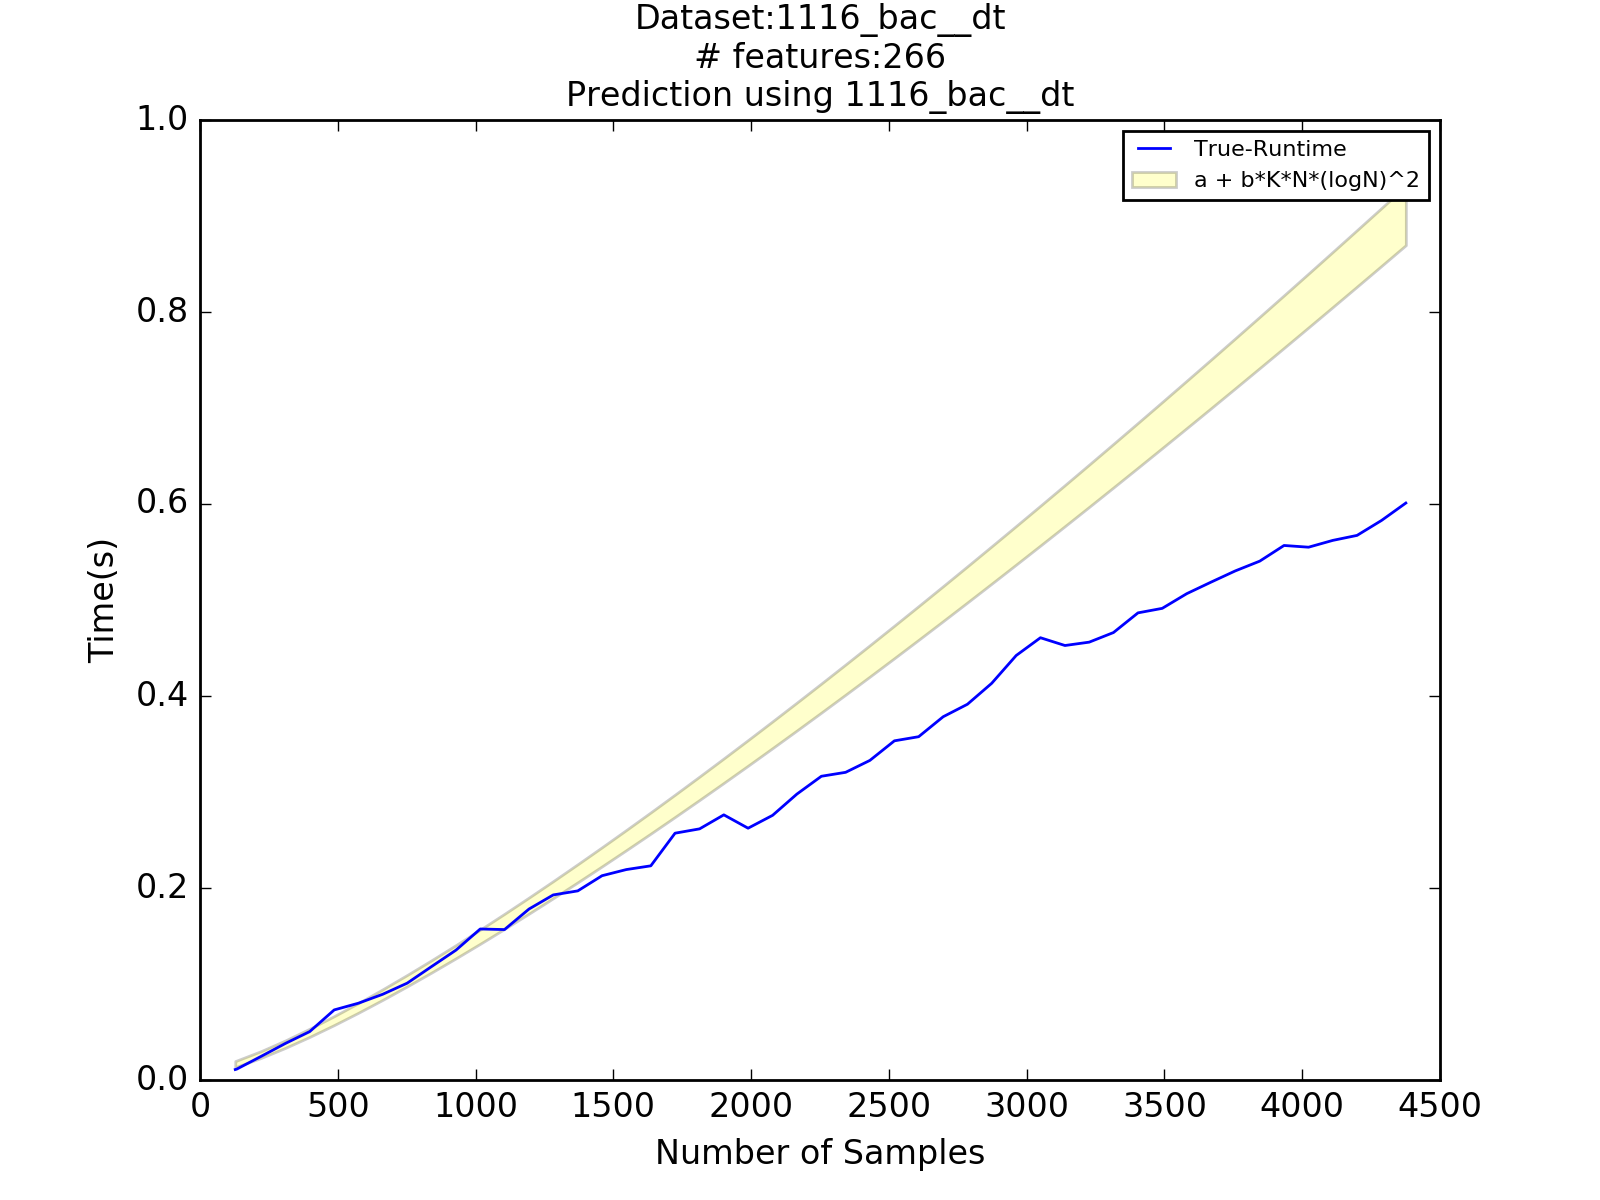 Dataset:1116_bac__dt
# features:266
Prediction using 1116_bac__dt
1.0
0.8
0.6
0.4
0.2
0.0
Time(s)
True-Runtime
a + b*K*N*(logN)^2
0 500 1000 1500 2000 2500 3000 3500 4000 4500
Number of Samples